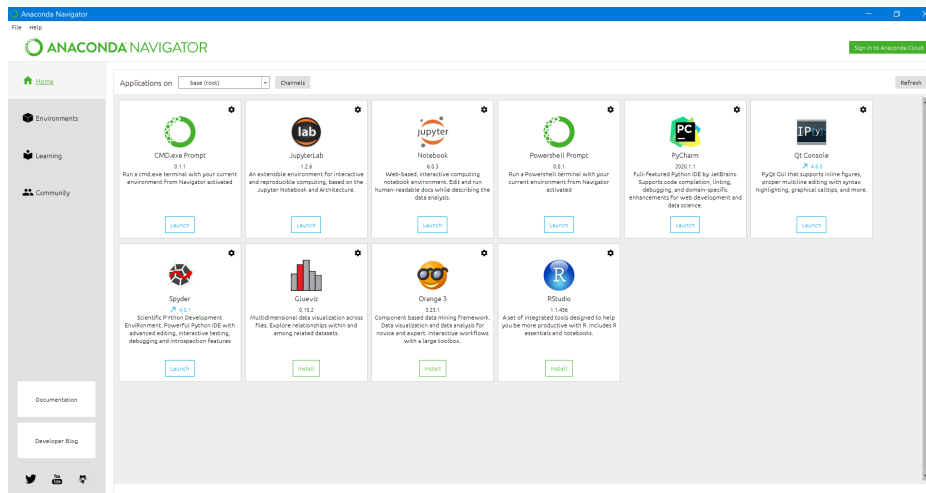 Anaconda Navigator
File Help
ANACONDA NAVIGATOR
Sign in to Anaconda Cloud
Home
Applications on base (root) Channels
Refresh
Environments
Learning
Community
CMD.exe Prompt
0.1.1
Run a cmd.exe terminal with your current
environment from Navigator activated
Launch
lab
JupyterLab
1.2.6
An extensible environment for interactive
and reproducible computing, based on the
Jupyter Notebook and Architecture.
Launch
jupyter
Notebook
6.0.3
Web-based, interactive computing
notebook environment. Edit and run
human-readable docs while describing the
data analysis.
Launch
Powershell Prompt
0.0.1
Run a Powershell terminal with your
current environment from Navigator
activated
Launch
PC
PyCharm
2020.1.1
Full-featured Python IDE by JetBrains.
Supports code completion, linting,
debugging, and domain-specific
enhancements for web development and
data science.
Launch
IP[y]:
Qt Console
4.6.0
PyQt GUI that supports inline figures,
proper multiline editing with syntax
highlighting, graphical calltips, and more.
Launch
Spyder
4.0.1
Scientific PYthon Development
EnviRonment. Powerful Python IDE with
advanced editing, interactive testing,
debugging and introspection features
Launch
Glueviz
0.15.2
Multidimensional data visualization across
files. Explore relationships within and
among related datasets.
Install
Orange 3
3.23.1
Component based data mining framework.
Data visualization and data analysis for
novice and expert. Interactive workflows
with a large toolbox.
Install
R
RStudio
1.1.456
A set of integrated tools designed to help
you be more productive with R. Includes R
essentials and notebooks.
Install
Documentation
Developer Blog
You
Tube